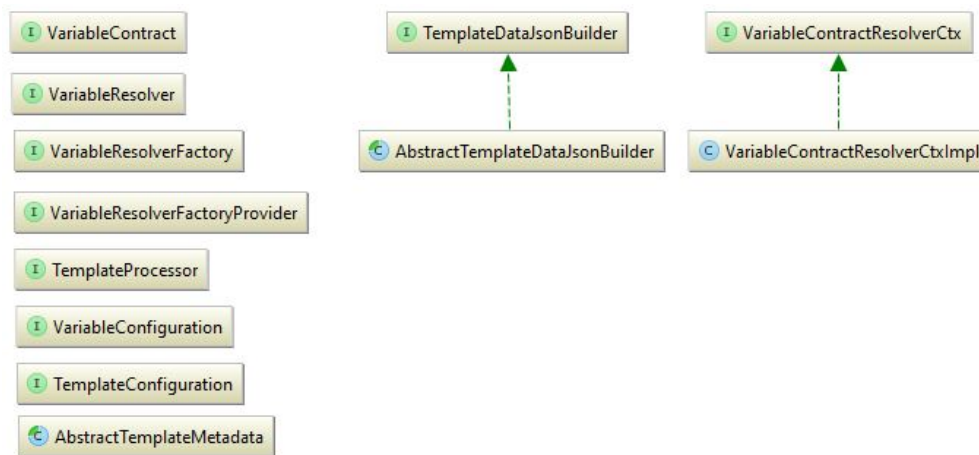 I VariableContract
I VariableResolver
I VariableResolverFactory
I VariableResolverFactoryProvider
I TemplateProcessor
I VariableConfiguration
I TemplateConfiguration
C AbstractTemplateMetadata
I TemplateDataJsonBuilder
C AbstractTemplateDataJsonBuilder
I VariableContractResolverCtx
C VariableContractResolverCtxImpl